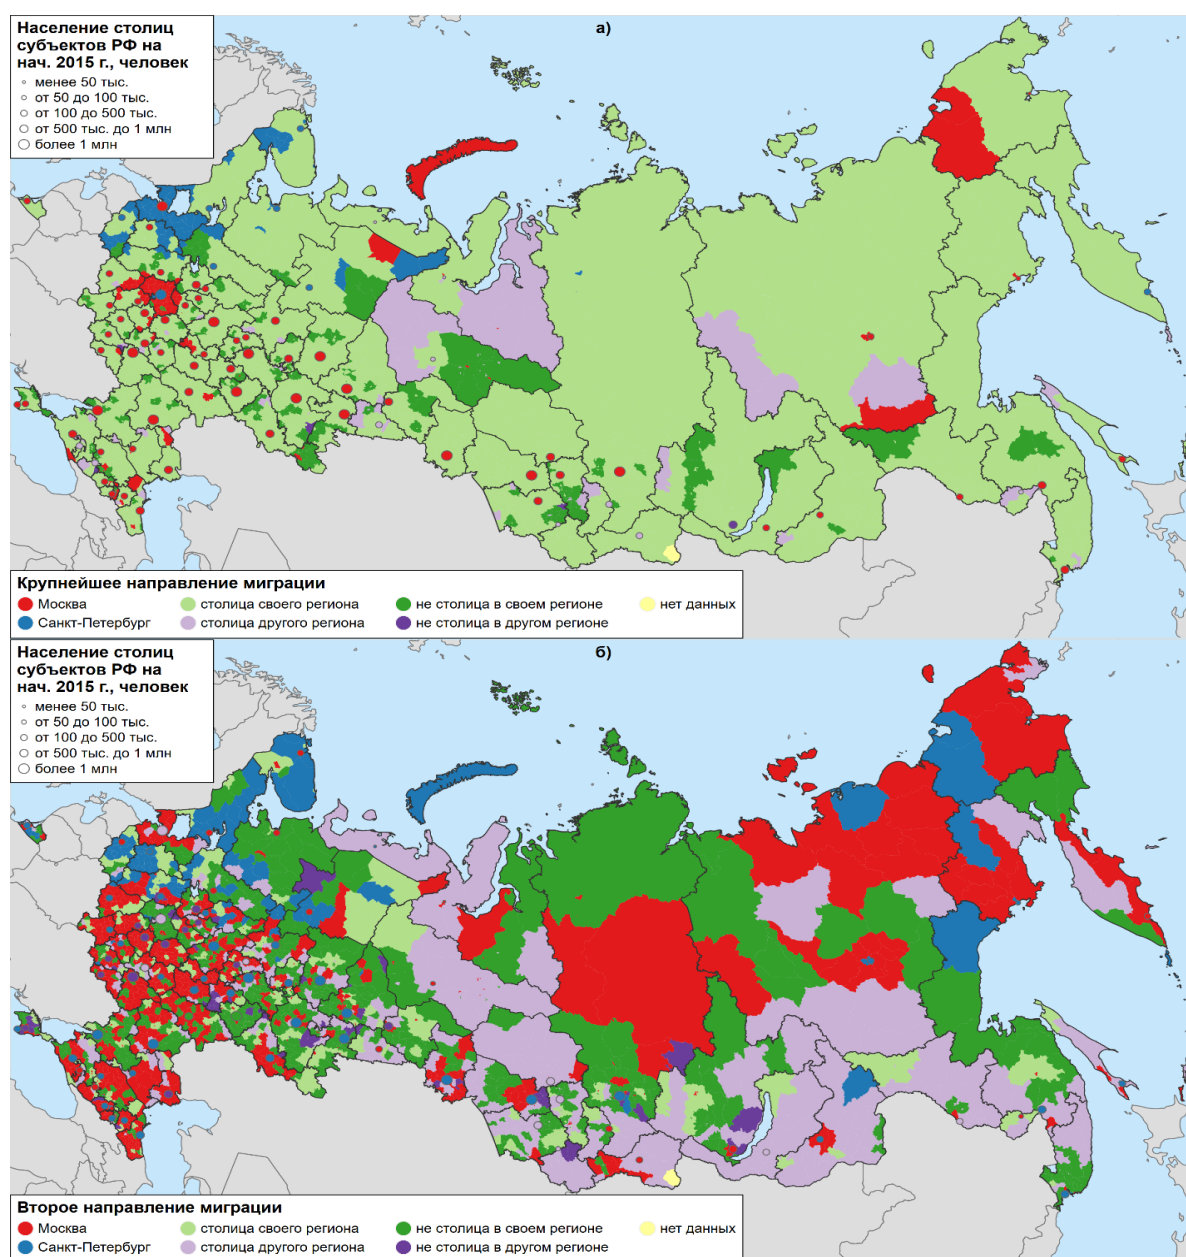 Население столиц
субъектов РФ на
нач. 2015 г., человек
менее 50 тыс.
от 50 до 100 тыс.
от 100 до 500 тыс.
от 500 тыс. до 1 млн
более 1 млн
а)
Крупнейшее направление миграции
Москва
столица своего региона
не столица в своем регионе
нет данных
Санкт-Петербург
столица другого региона
не столица в другом регионе
Население столиц
субъектов РФ на
нач. 2015 г., человек
менее 50 тыс.
от 50 до 100 тыс.
от 100 до 500 тыс.
от 500 тыс. до 1 млн
более 1 млн
б)
Второе направление миграции
Москва
столица своего региона
не столица в своем регионе
нет данных
Санкт-Петербург
столица другого региона
не столица в другом регионе